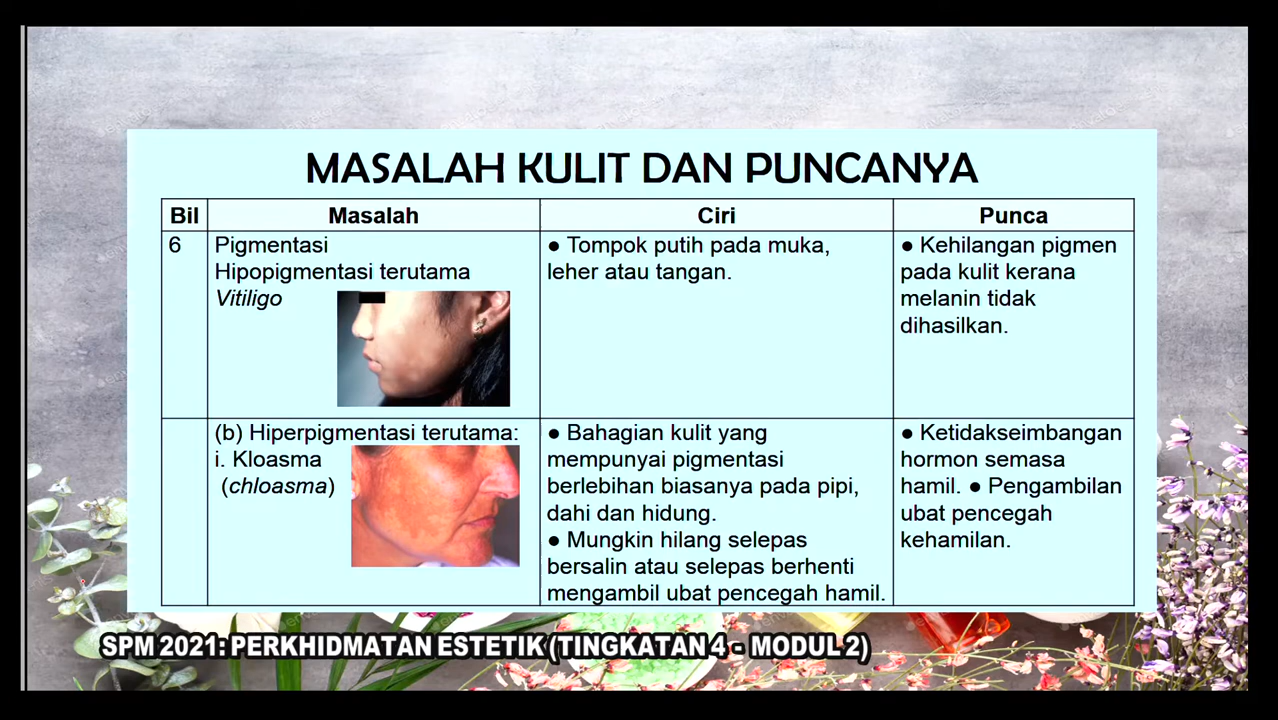 MASALAH KULIT DAN PUNCANYA
Bil
Masalah
Ciri
Punca
6
Pigmentasi
Hipopigmentasi terutama
Vitiligo
● Tompok putih pada muka,
leher atau tangan.
● Kehilangan pigmen
pada kulit kerana
melanin tidak
dihasilkan.
(b) Hiperpigmentasi terutama:
i. Kloasma
(chloasma)
● Bahagian kulit yang
mempunyai pigmentasi
berlebihan biasanya pada pipi,
dahi dan hidung.
● Mungkin hilang selepas
bersalin atau selepas berhenti
mengambil ubat pencegah hamil.
● Ketidakseimbangan
hormon semasa
hamil. ● Pengambilan
ubat pencegah
kehamilan.
SPM 2021: PERKHIDMATAN ESTETIK (TINGKATAN 4 - MODUL 2)